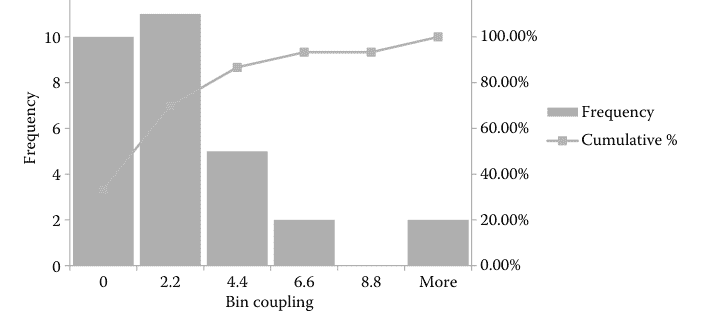 10
8
6
4
2
0
Frequency
100.00%
80.00%
60.00%
40.00%
20.00%
0.00%
0 2.2 4.4 6.6 8.8 More
Bin coupling
Frequency
Cumulative %